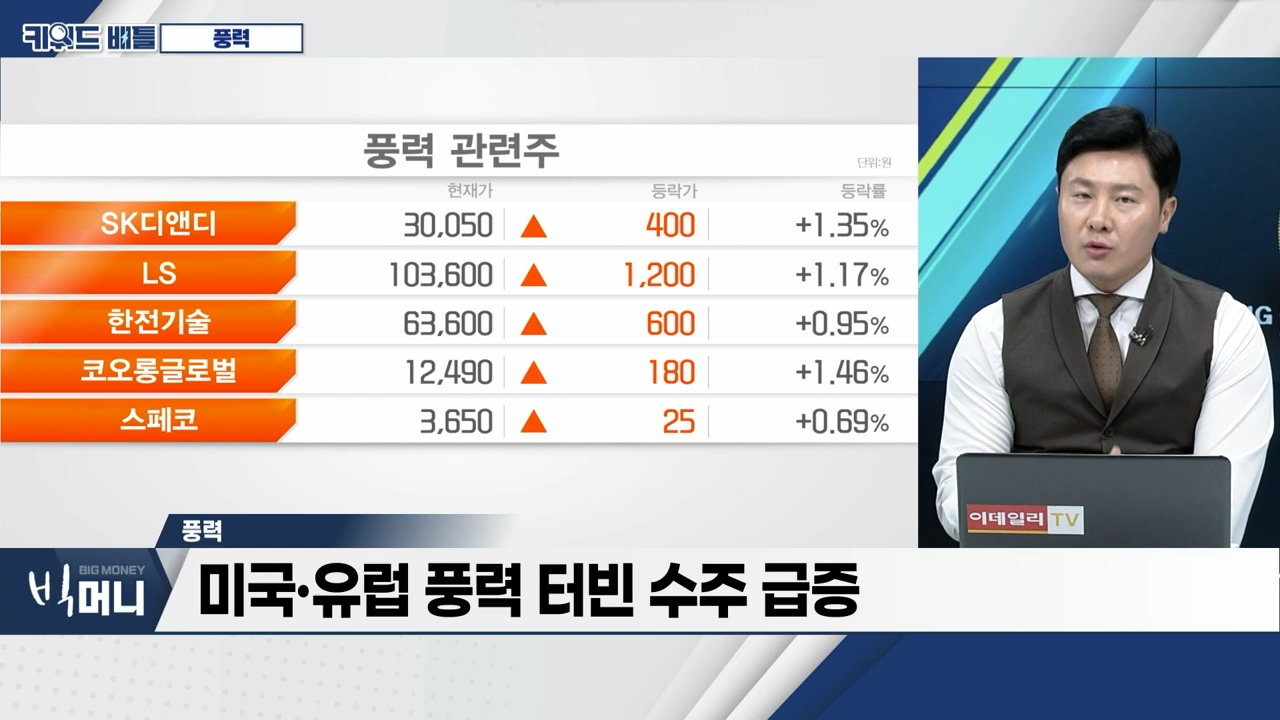 키워드 배틀 풍력
풍력 관련주
단위:원
현재가 등락가 등락률
SK디앤디 30,050 ▲ 400 +1.35%
LS 103,600 ▲ 1,200 +1.17%
한전기술 63,600 ▲ 600 +0.95%
코오롱글로벌 12,490 ▲ 180 +1.46%
스페코 3,650 ▲ 25 +0.69%
이데일리TV
풍력
BIG MONEY
빅머니
미국·유럽 풍력 터빈 수주 급증